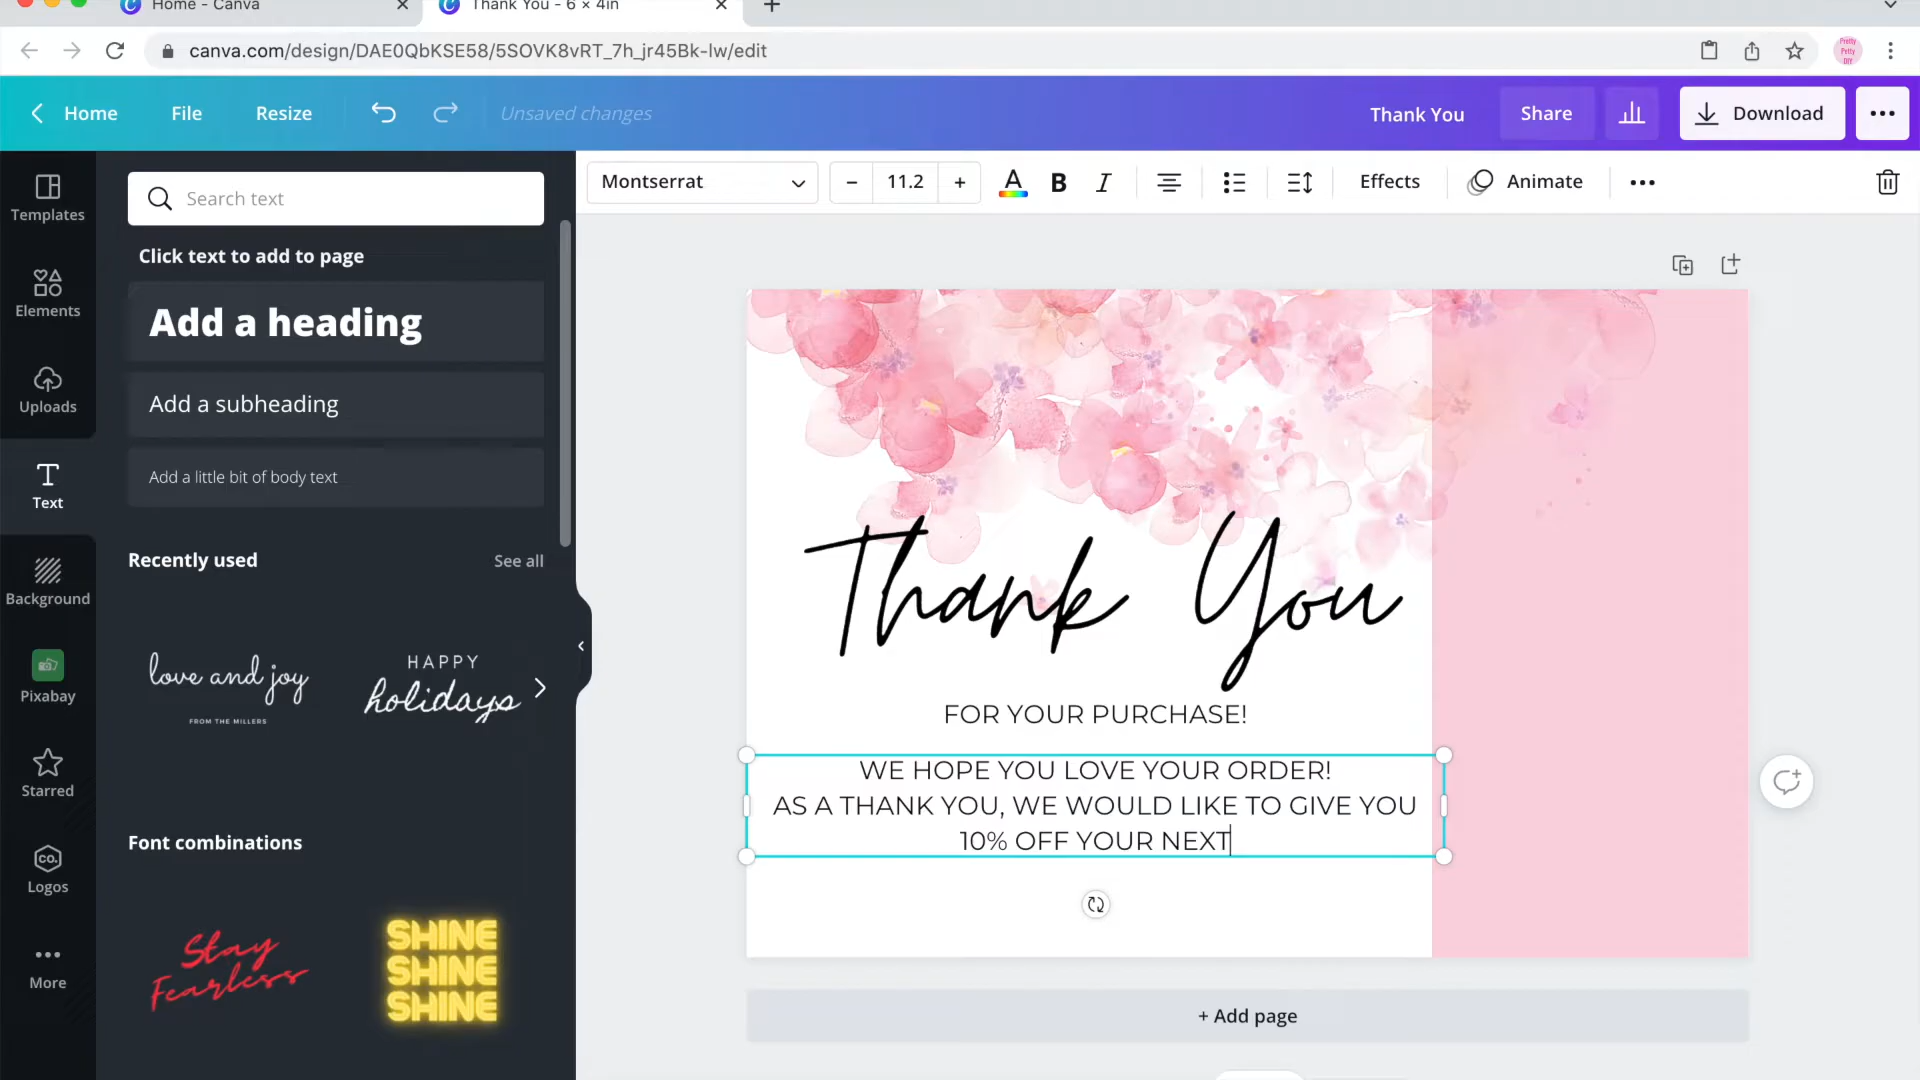 Home - Canva
Thank You - 6 × 4in
canva.com/design/DAE0QbKSE58/5SOVK8vRT_7h_jr45Bk-lw/edit
Pretty
Petty
DIY
Home
File
Resize
Unsaved changes
Thank You
Share
Download
Montserrat
11.2
A
B
I
Effects
Animate
Templates
Elements
Uploads
Text
Background
Pixabay
Starred
CO.
Logos
More
Search text
Click text to add to page
Add a heading
Add a subheading
Add a little bit of body text
Recently used
See all
love and joy
FROM THE MILLERS
HAPPY
holidays
Font combinations
Stay
Fearless
SHINE
SHINE
SHINE
Thank You
FOR YOUR PURCHASE!
WE HOPE YOU LOVE YOUR ORDER!
AS A THANK YOU, WE WOULD LIKE TO GIVE YOU
10% OFF YOUR NEXT
+ Add page